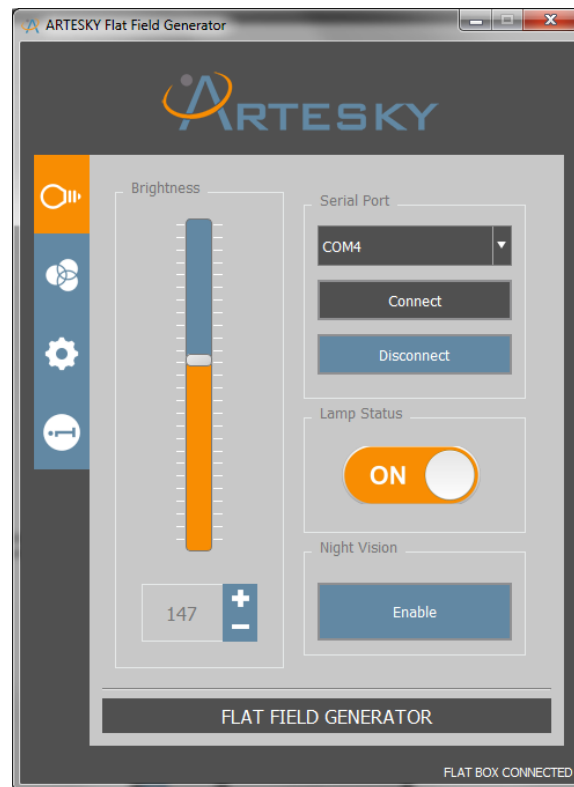 ARTESKY Flat Field Generator
ARTESKY
Brightness
Serial Port
COM4
Connect
Disconnect
Lamp Status
ON
Night Vision
147
Enable
FLAT FIELD GENERATOR
FLAT BOX CONNECTED